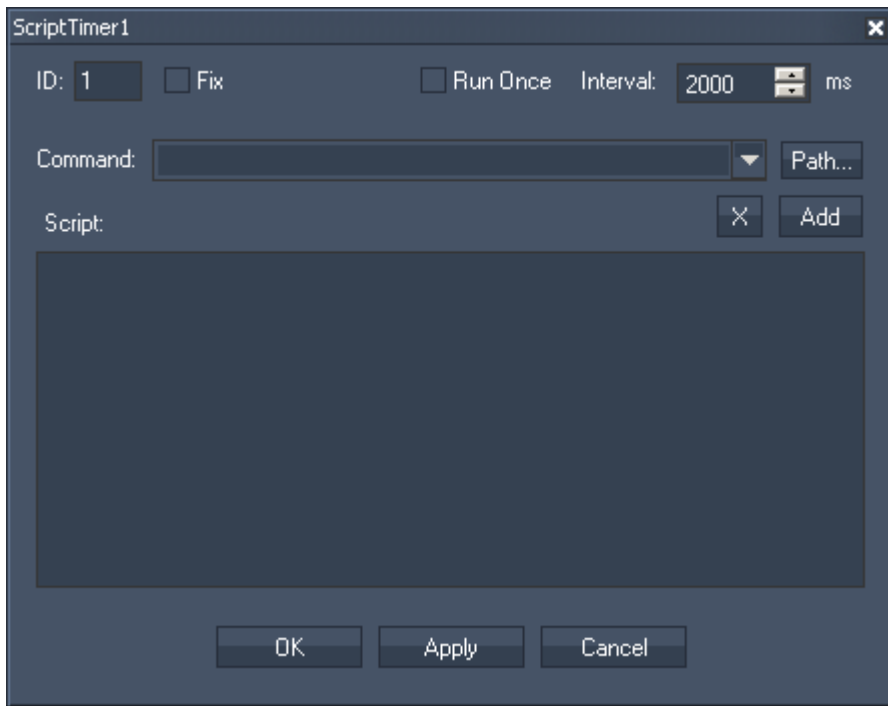 ScriptTimer1
ID: 1 Fix Run Once Interval: 2000 ms
Command: Path...
Script: X Add
OK Apply Cancel